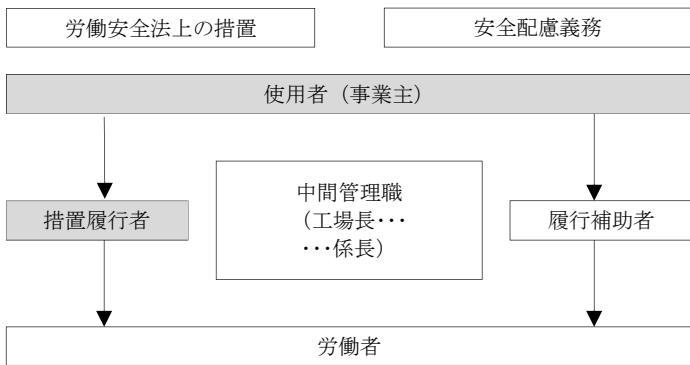 労働安全法上の措置
安全配慮義務
使用者（事業主）
措置履行者
中間管理職
（工場長･･･
･･･係長）
履行補助者
労働者